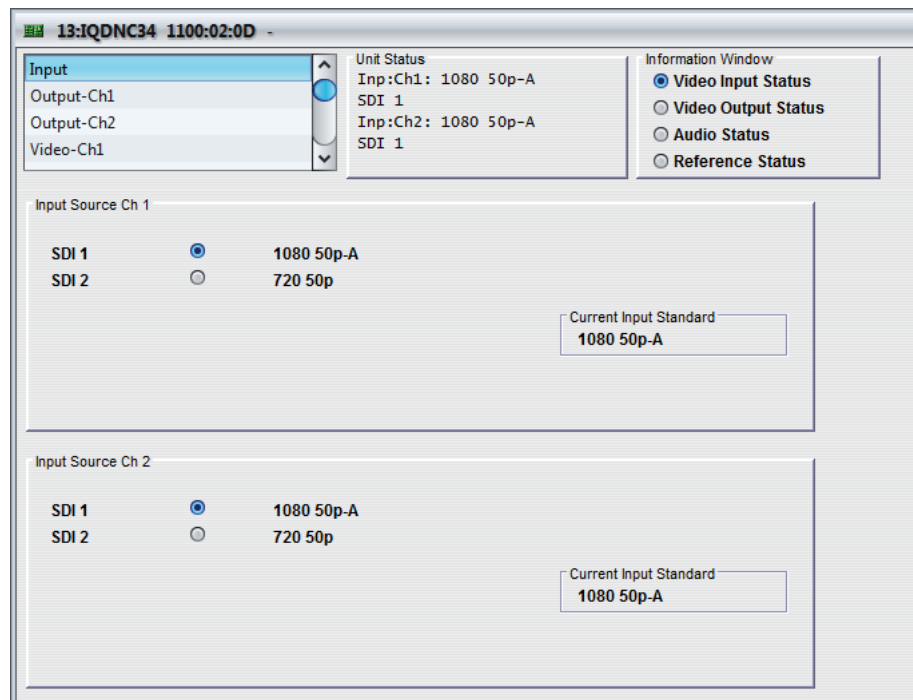 13:IQDNC34 1100:02:0D -
Input
Output-Ch1
Output-Ch2
Video-Ch1
Unit Status
Inp:Ch1: 1080 50p-A
SDI 1
Inp:Ch2: 1080 50p-A
SDI 1
Information Window
Video Input Status
Video Output Status
Audio Status
Reference Status
Input Source Ch 1
SDI 1 1080 50p-A
SDI 2 720 50p
Current Input Standard
1080 50p-A
Input Source Ch 2
SDI 1 1080 50p-A
SDI 2 720 50p
Current Input Standard
1080 50p-A